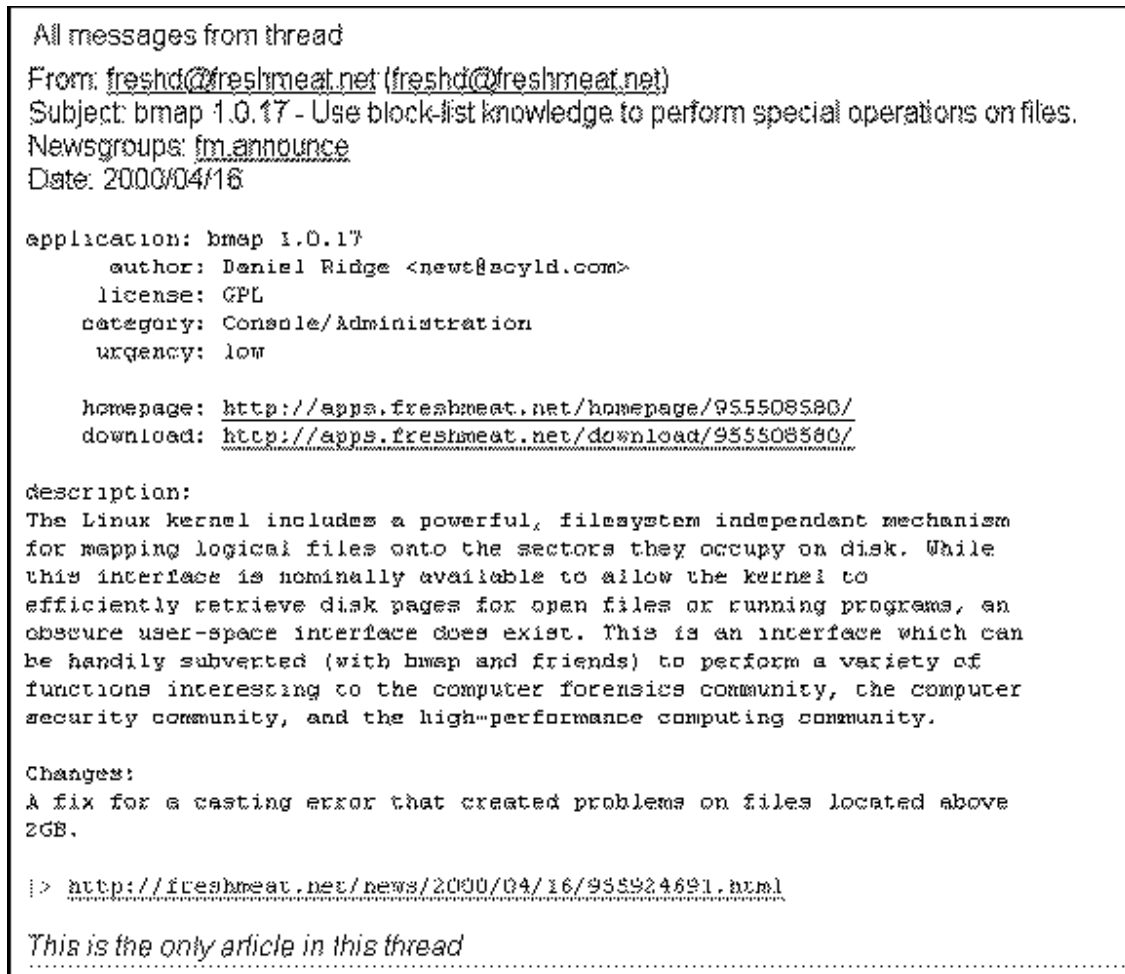 All messages from thread
From: freshd@freshmeat.net (freshd@freshmeat.net)
Subject: bmap 1.0.17 - Use block-list knowledge to perform special operations on files.
Newsgroups: fm.announce
Date: 2000/04/16
application: bmap 1.0.17
author: Daniel Ridge <newt@scyld.com>
license: GPL
category: Console/Administration
urgency: low
homepage: http://apps.freshmeat.net/homepage/955508580/
download: http://apps.freshmeat.net/download/955508580/
description:
The Linux kernel includes a powerful, filesystem independant mechanism
for mapping logical files onto the sectors they occupy on disk. While
this interface is nominally available to allow the kernel to
efficiently retrieve disk pages for open files or running programs, an
obscure user-space interface does exist. This is an interface which can
be handily subverted (with bmap and friends) to perform a variety of
functions interesting to the computer forensics community, the computer
security community, and the high-performance computing community.
Changes:
A fix for a casting error that created problems on files located above
2GB.
|> http://freshmeat.net/news/2000/04/16/955924691.html
This is the only article in this thread